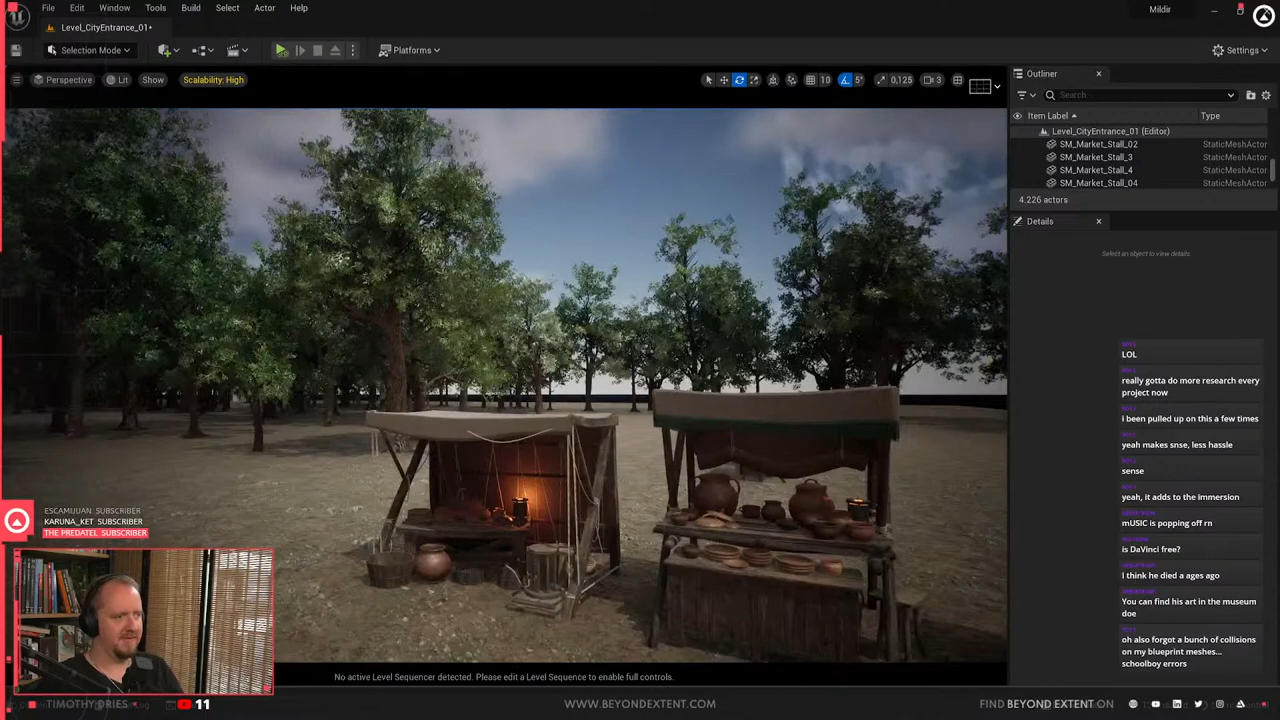 File Edit Window Tools Build Select Actor Help
Mildir
Level_CityEntrance_01*
Selection Mode
Platforms
Settings
Perspective Lit Show Scalability: High
10 5° 0,125 3
Outliner
Search...
Item Label Type
Level_CityEntrance_01 (Editor)
SM_Market_Stall_02 StaticMeshActor
SM_Market_Stall_3 StaticMeshActor
SM_Market_Stall_4 StaticMeshActor
SM_Market_Stall_04 StaticMeshActor
4.226 actors
Details
Select an object to view details.
LOL
really gotta do more research every
project now
I been pulled up on this a few times
yeah makes snse, less hassle
sense
yeah, it adds to the immersion
mUSIC is popping off rn
is DaVinci free?
I think he died a ages ago
You can find his art in the museum
doe
oh also forgot a bunch of collisions
on my blueprint meshes...
schoolboy errors
ESCAMIJUAN SUBSCRIBER
KARUNA_KET SUBSCRIBER
THE PREDATEL SUBSCRIBER
No active Level Sequencer detected. Please edit a Level Sequence to enable full controls.
TIMOTHY DRIES
11
WWW.BEYONDEXTENT.COM
FIND BEYOND EXTENT ON